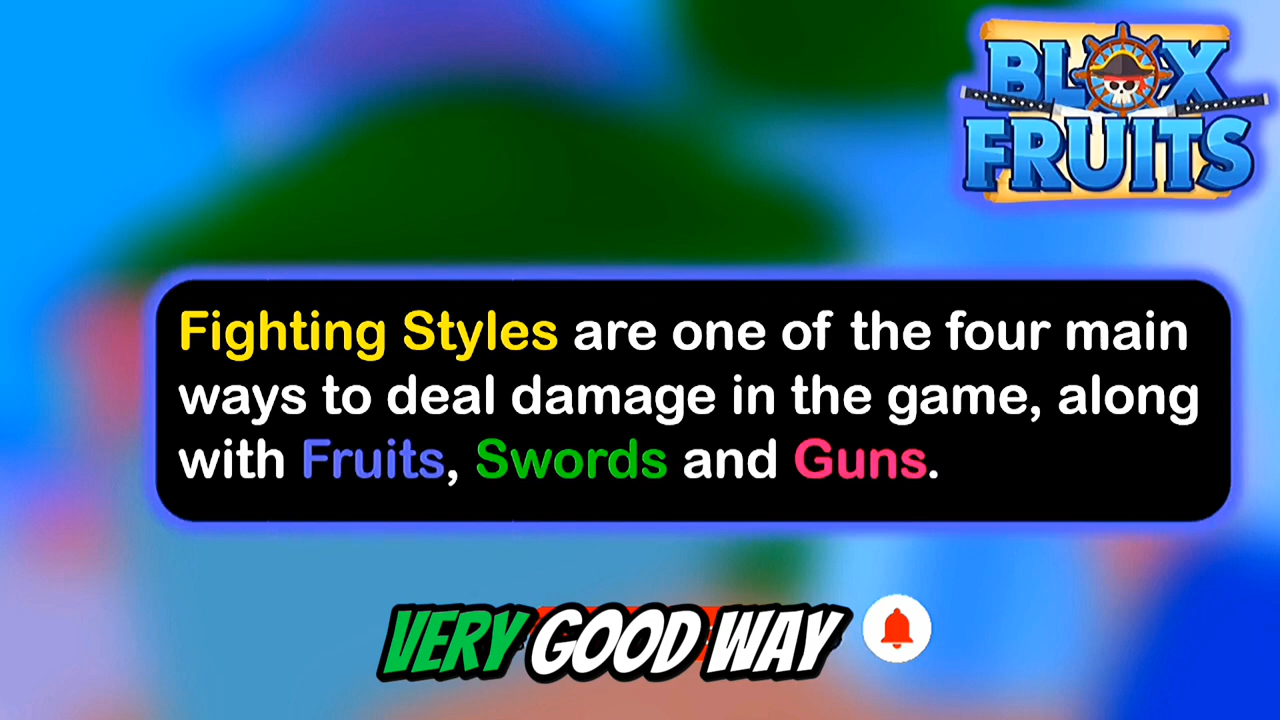 BLOX
FRUITS
Fighting Styles are one of the four main
ways to deal damage in the game, along
with Fruits, Swords and Guns.
VERY GOOD WAY